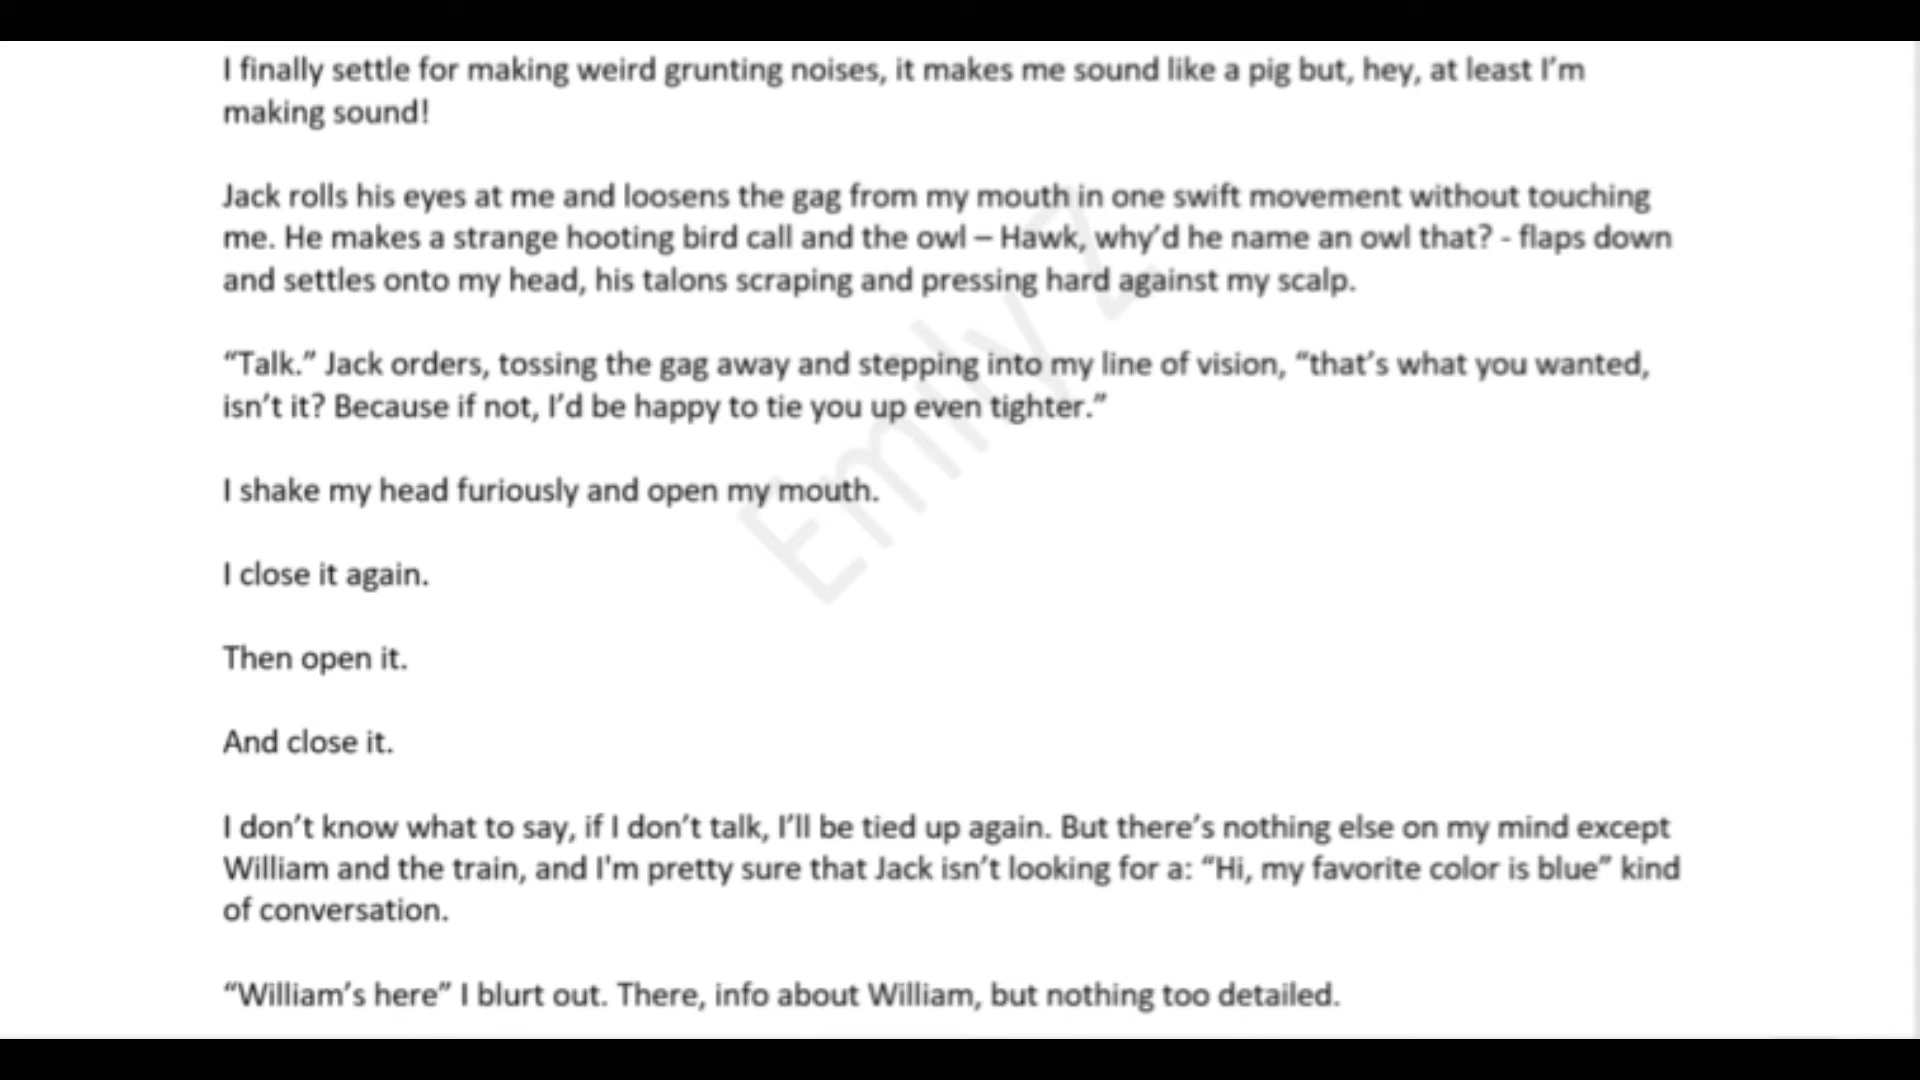 I finally settle for making weird grunting noises, it makes me sound like a pig but, hey, at least I’m
making sound!
Jack rolls his eyes at me and loosens the gag from my mouth in one swift movement without touching
me. He makes a strange hooting bird call and the owl – Hawk, why’d he name an owl that? - flaps down
and settles onto my head, his talons scraping and pressing hard against my scalp.
“Talk.” Jack orders, tossing the gag away and stepping into my line of vision, “that’s what you wanted,
isn’t it? Because if not, I’d be happy to tie you up even tighter.”
I shake my head furiously and open my mouth.
I close it again.
Then open it.
And close it.
I don’t know what to say, if I don’t talk, I’ll be tied up again. But there’s nothing else on my mind except
William and the train, and I'm pretty sure that Jack isn’t looking for a: “Hi, my favorite color is blue” kind
of conversation.
“William’s here” I blurt out. There, info about William, but nothing too detailed.
Emily Z